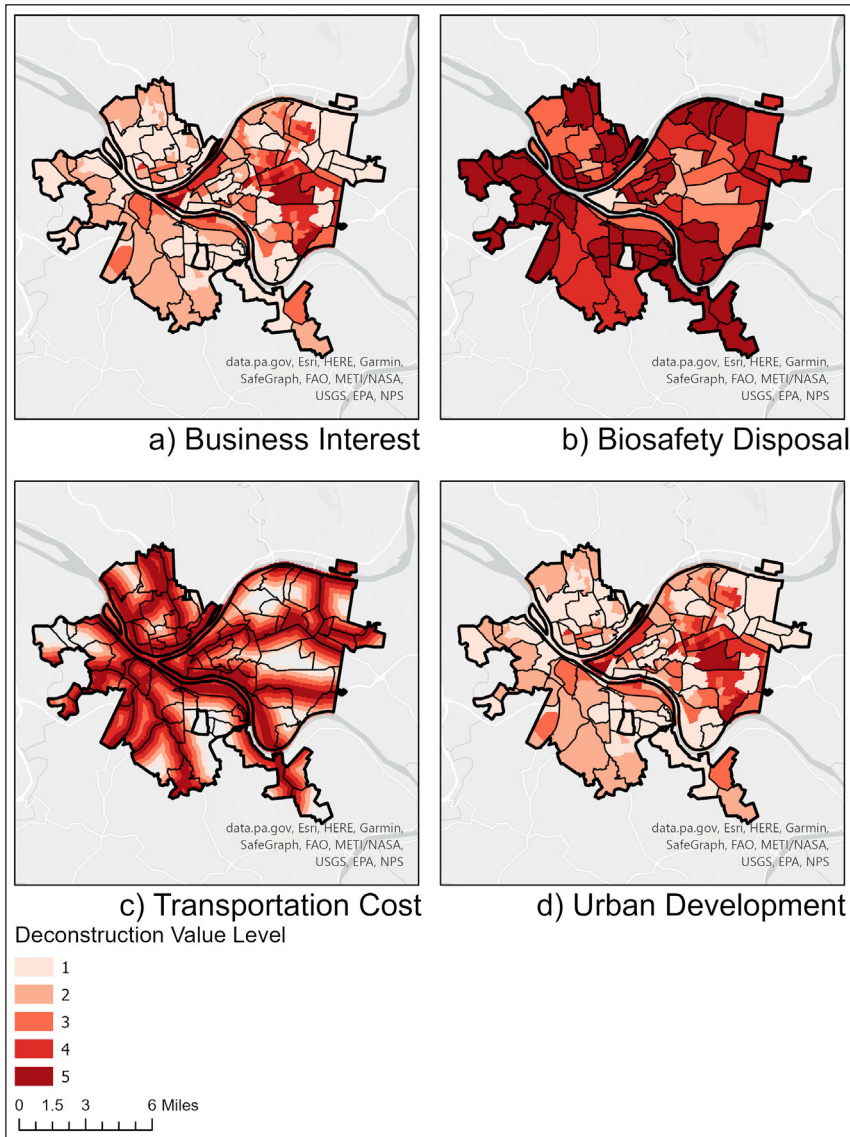 data.pa.gov, Esri, HERE, Garmin,
SafeGraph, FAO, METI/NASA,
USGS, EPA, NPS
a) Business Interest
data.pa.gov, Esri, HERE, Garmin,
SafeGraph, FAO, METI/NASA,
USGS, EPA, NPS
b) Biosafety Disposal
data.pa.gov, Esri, HERE, Garmin,
SafeGraph, FAO, METI/NASA,
USGS, EPA, NPS
c) Transportation Cost
data.pa.gov, Esri, HERE, Garmin,
SafeGraph, FAO, METI/NASA,
USGS, EPA, NPS
d) Urban Development
Deconstruction Value Level
1
2
3
4
5
0 1.5 3 6 Miles